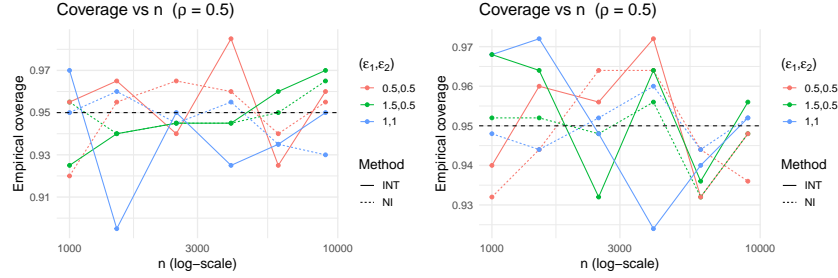 Coverage vs n (ρ = 0.5)
Empirical coverage
0.97
0.95
0.93
0.91
1000
3000
10000
n (log−scale)
(ε1,ε2)
0.5,0.5
1.5,0.5
1,1
Method
INT
NI
Coverage vs n (ρ = 0.5)
Empirical coverage
0.97
0.96
0.95
0.94
0.93
1000
3000
10000
n (log−scale)
(ε1,ε2)
0.5,0.5
1.5,0.5
1,1
Method
INT
NI